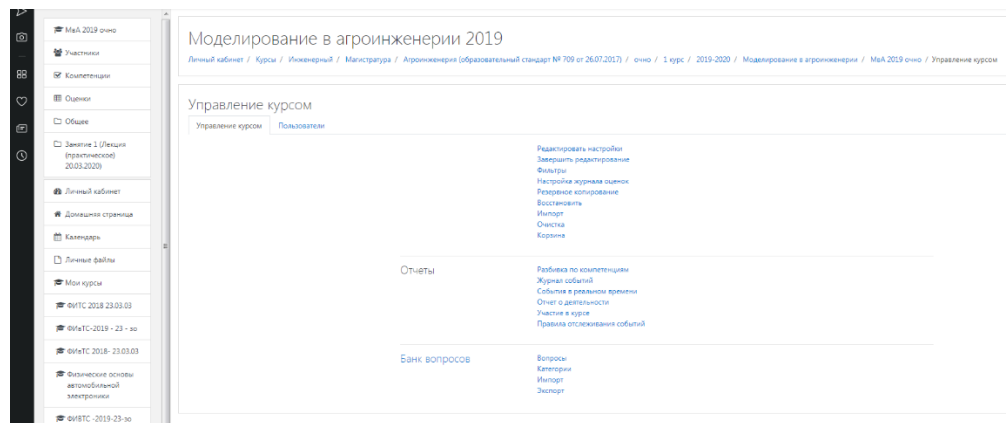 МвА 2019 очно
Участники
Компетенции
Оценки
Общее
Занятие 1 (Лекция
(практическое)
20.03.2020)
Личный кабинет
Домашняя страница
Календарь
Личные файлы
Мои курсы
ФИТС 2018 23.03.03
ФИвТС-2019 - 23 - зо
ФИвТС 2018- 23.03.03
Физические основы
автомобильной
электроники
ФИВТС -2019-23-зо
Моделирование в агроинженерии 2019
Личный кабинет / Курсы / Инженерный / Магистратура / Агроинженерия (образовательный стандарт № 709 от 26.07.2017) / очно / 1 курс / 2019-2020 / Моделирование в агроинженерии / МвА 2019 очно / Управление курсом
Управление курсом
Управление курсом Пользователи
Редактировать настройки
Завершить редактирование
Фильтры
Настройка журнала оценок
Резервное копирование
Восстановить
Импорт
Очистка
Корзина
Отчеты
Разбивка по компетенциям
Журнал событий
События в реальном времени
Отчет о деятельности
Участие в курсе
Правила отслеживания событий
Банк вопросов
Вопросы
Категории
Импорт
Экспорт